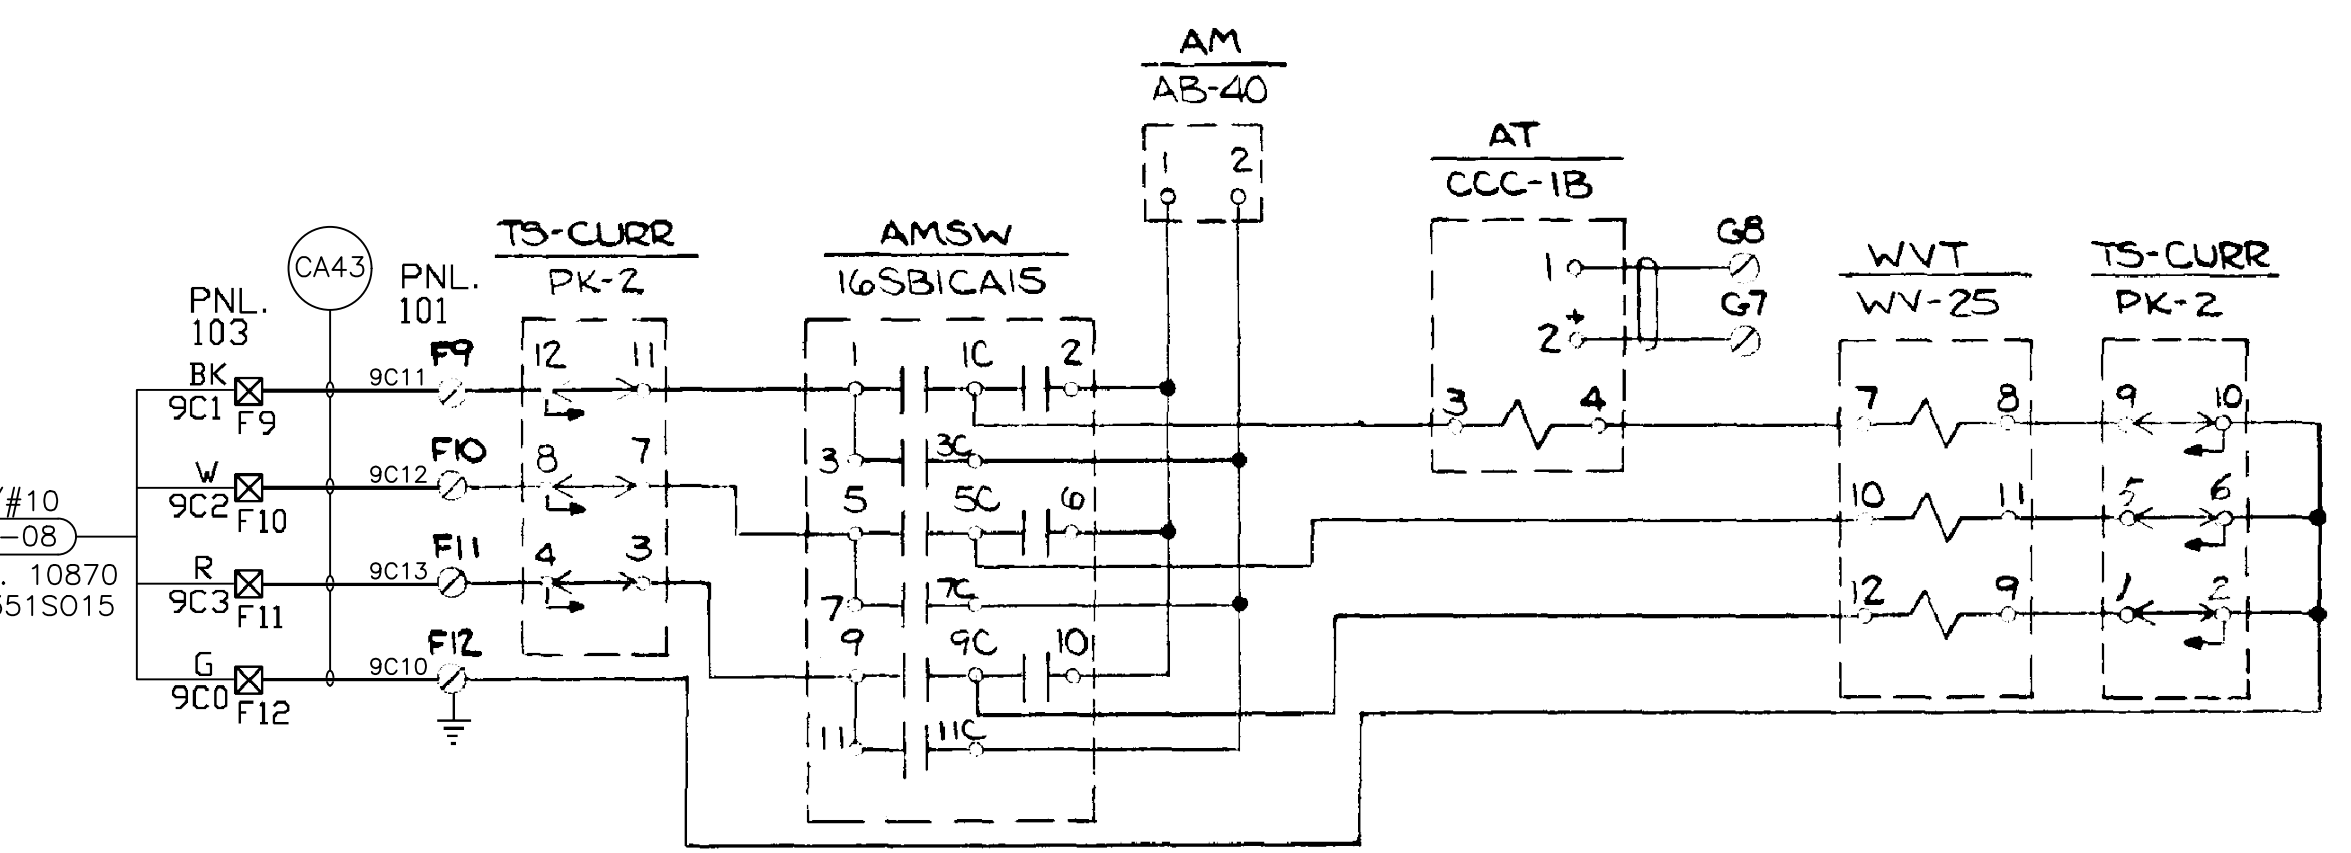 AM
AB-40
1 2
AT
CCC-1B
1
2 +
3 4
G8
G7
TS-CURR
PK-2
12 11
8 7
4 3
AMSW
16SB1CA15
1 1C 2
3 3C
5 5C 6
7 7C
9 9C 10
11 11C
WVT
WV-25
7 8
10 11
12 9
TS-CURR
PK-2
9 10
5 6
1 2
CA43
PNL.
103
PNL.
101
BK
9C1
F9
9C11
F9
W
9C2
F10
9C12
F10
R
9C3
F11
9C13
F11
G
9C0
F12
9C10
F12
/#10
-08
. 10870
551SO15